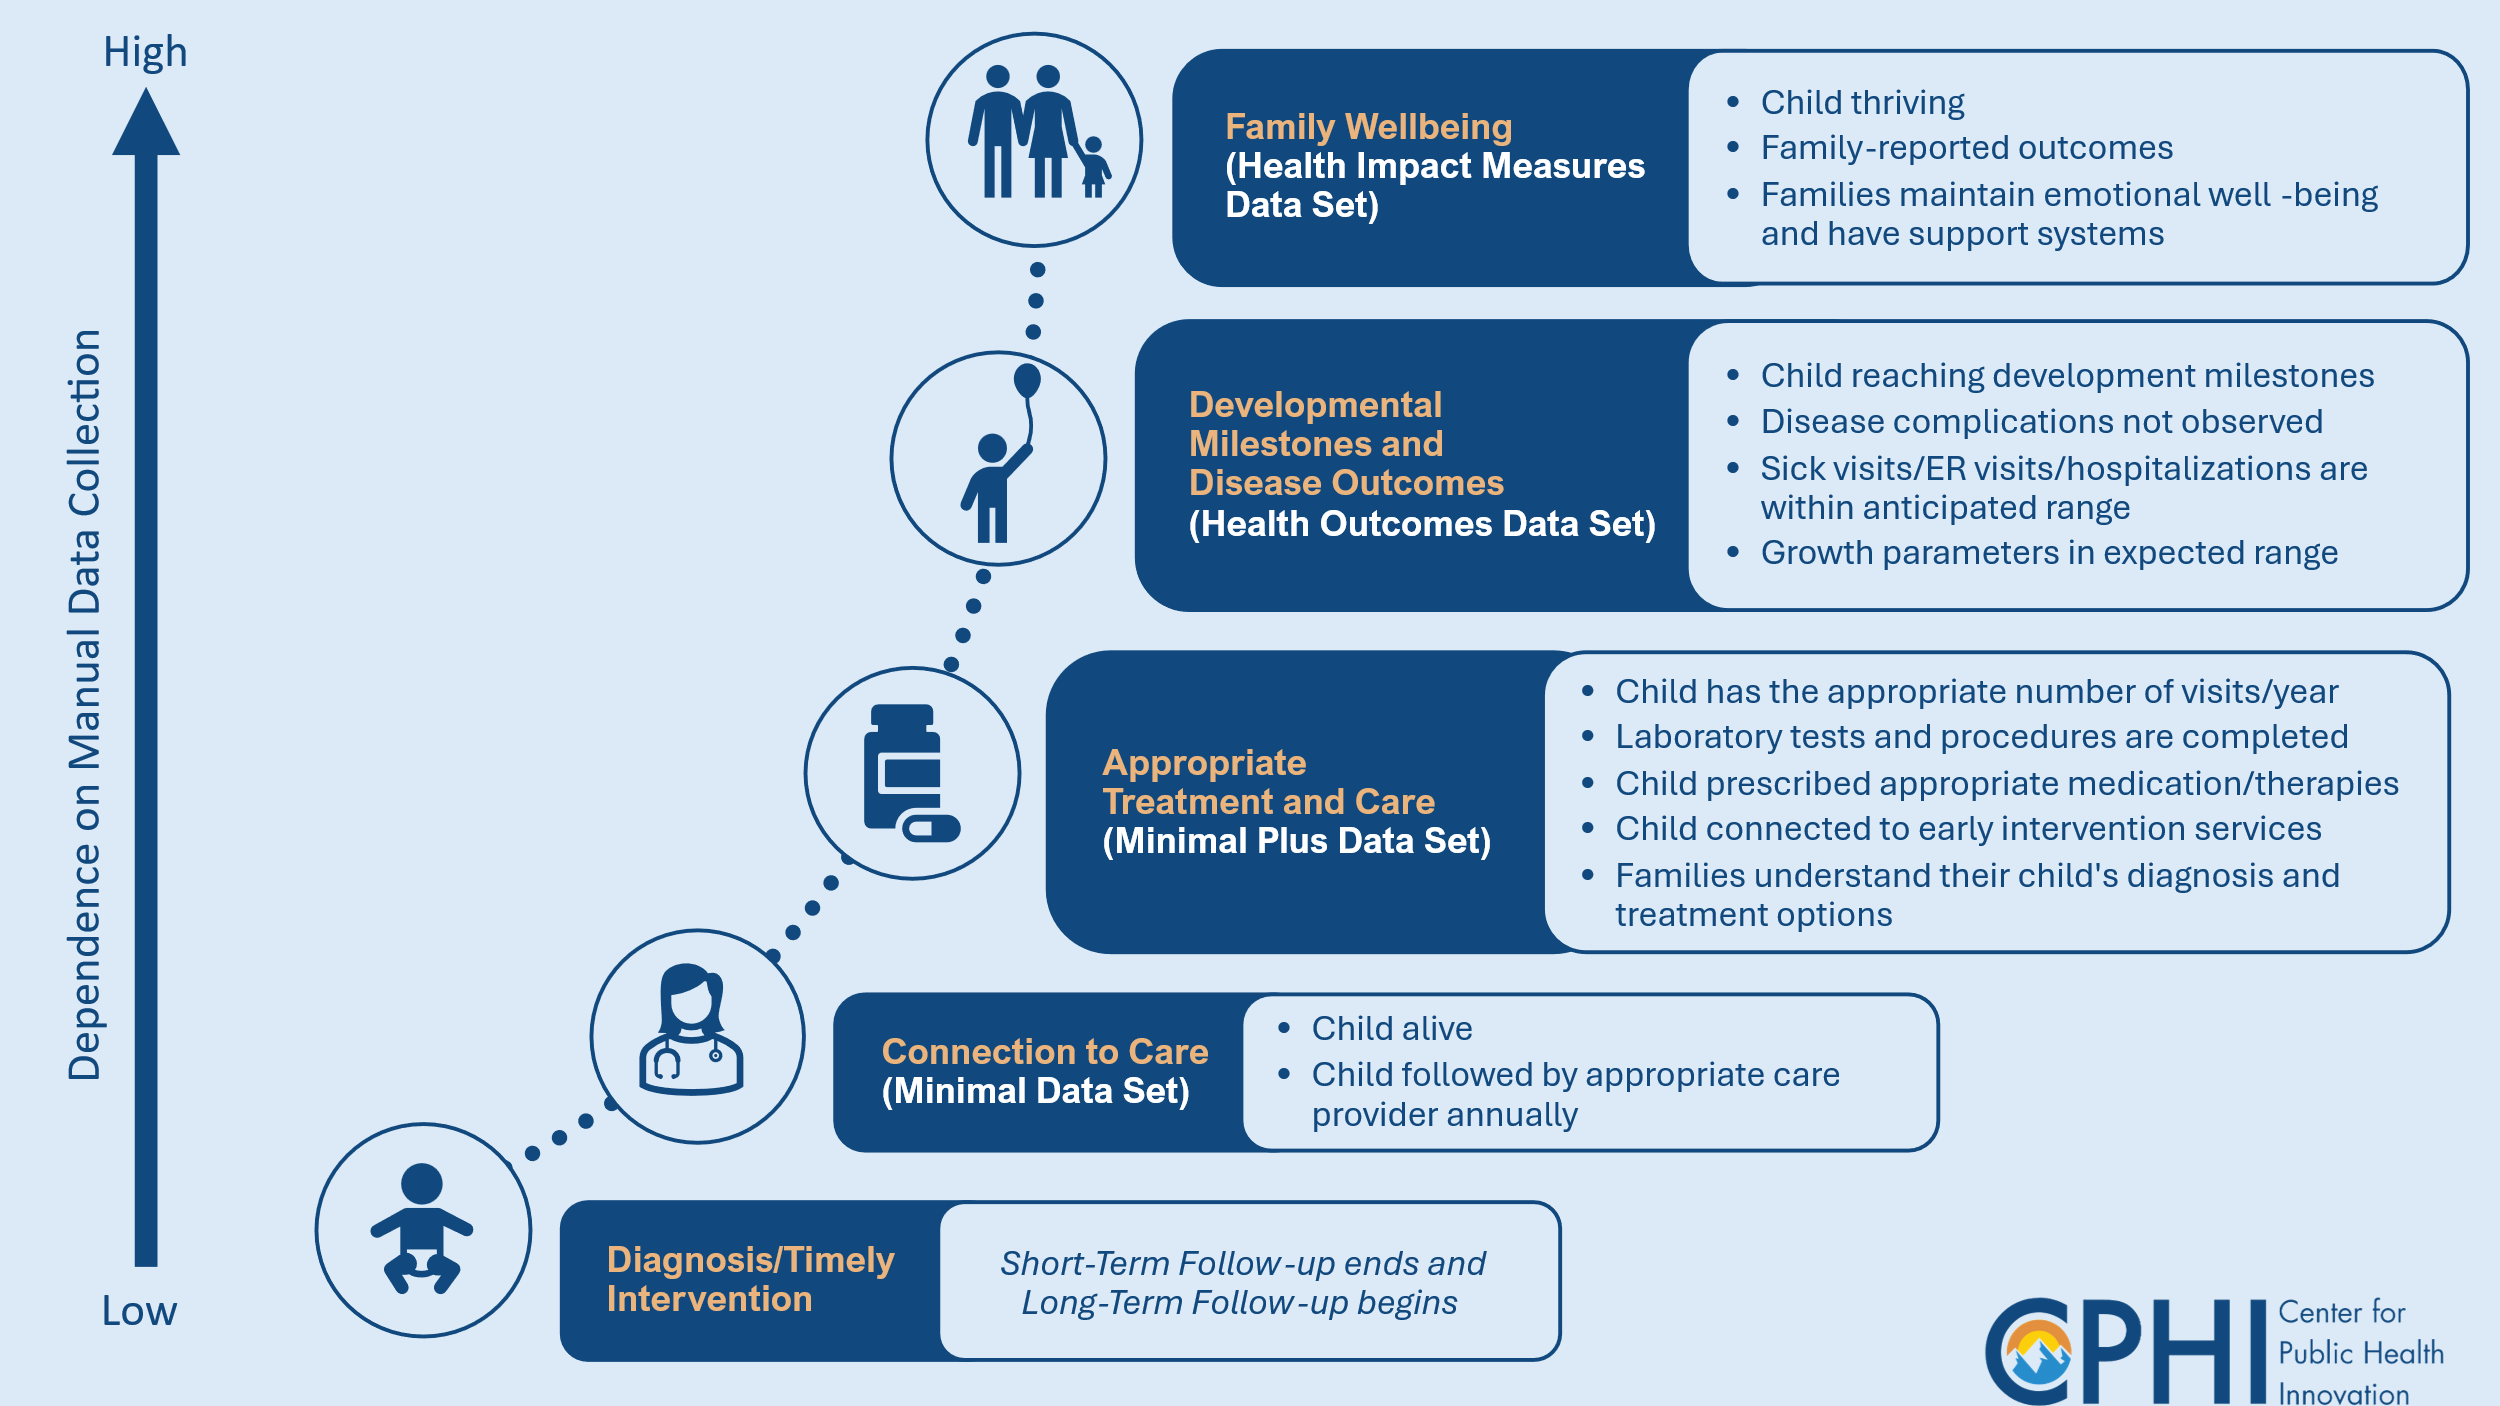 High
Dependence on Manual Data Collection
Low
Family Wellbeing
(Health Impact Measures
Data Set)
• Child thriving
• Family-reported outcomes
• Families maintain emotional well -being
and have support systems
Developmental
Milestones and
Disease Outcomes
(Health Outcomes Data Set)
• Child reaching development milestones
• Disease complications not observed
• Sick visits/ER visits/hospitalizations are
within anticipated range
• Growth parameters in expected range
Appropriate
Treatment and Care
(Minimal Plus Data Set)
• Child has the appropriate number of visits/year
• Laboratory tests and procedures are completed
• Child prescribed appropriate medication/therapies
• Child connected to early intervention services
• Families understand their child's diagnosis and
treatment options
Connection to Care
(Minimal Data Set)
• Child alive
• Child followed by appropriate care
provider annually
Diagnosis/Timely
Intervention
Short-Term Follow-up ends and
Long-Term Follow-up begins
CPHI
Center for
Public Health
Innovation